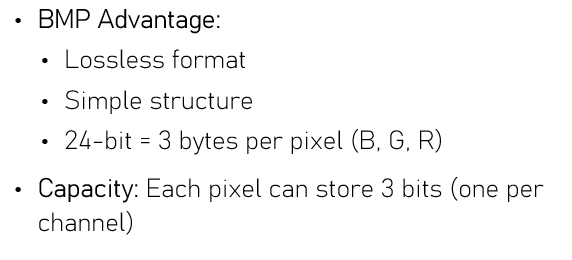 • BMP Advantage:
• Lossless format
• Simple structure
• 24-bit = 3 bytes per pixel (B, G, R)
• Capacity: Each pixel can store 3 bits (one per
channel)